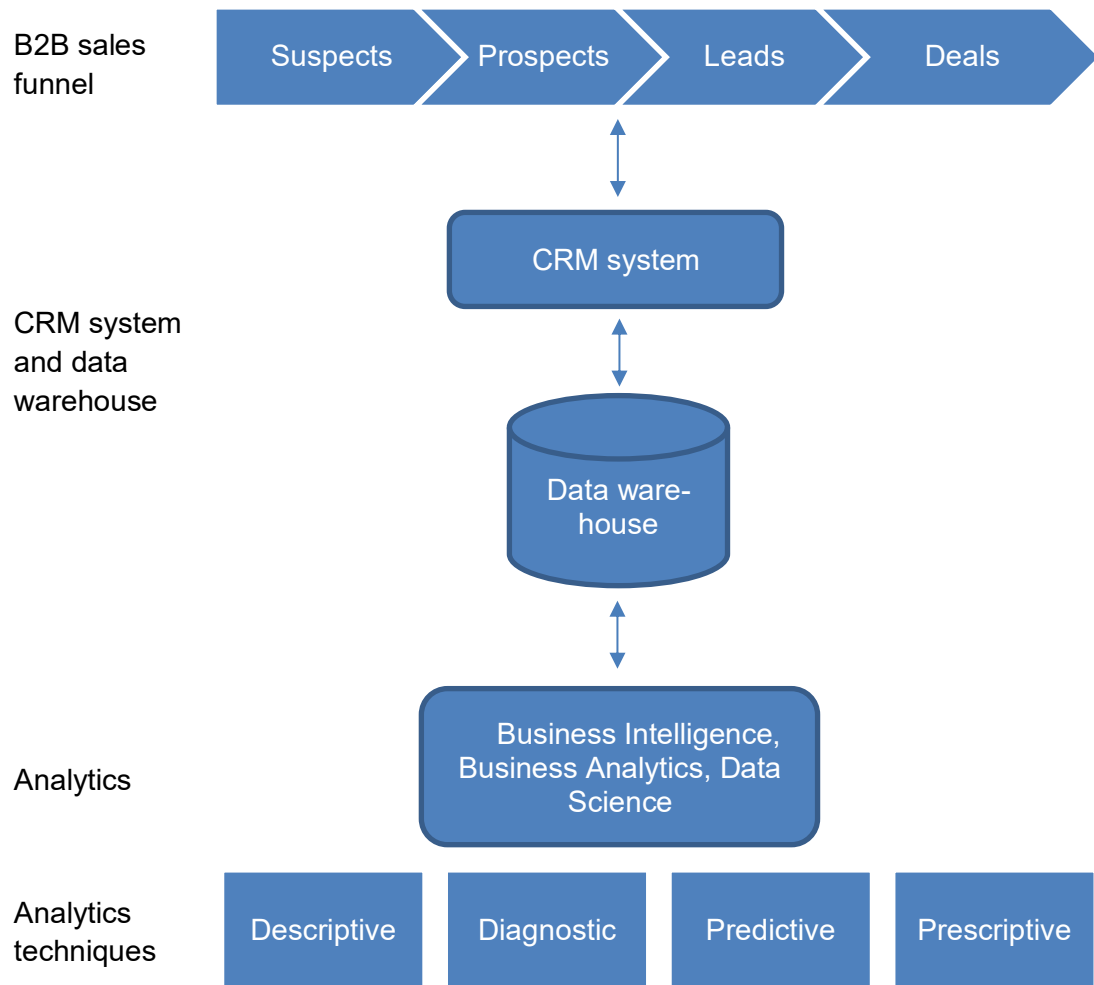 B2B sales
funnel
Suspects
Prospects
Leads
Deals
CRM system
CRM system
and data
warehouse
Data ware-
house
Analytics
Business Intelligence,
Business Analytics, Data
Science
Analytics
techniques
Descriptive
Diagnostic
Predictive
Prescriptive